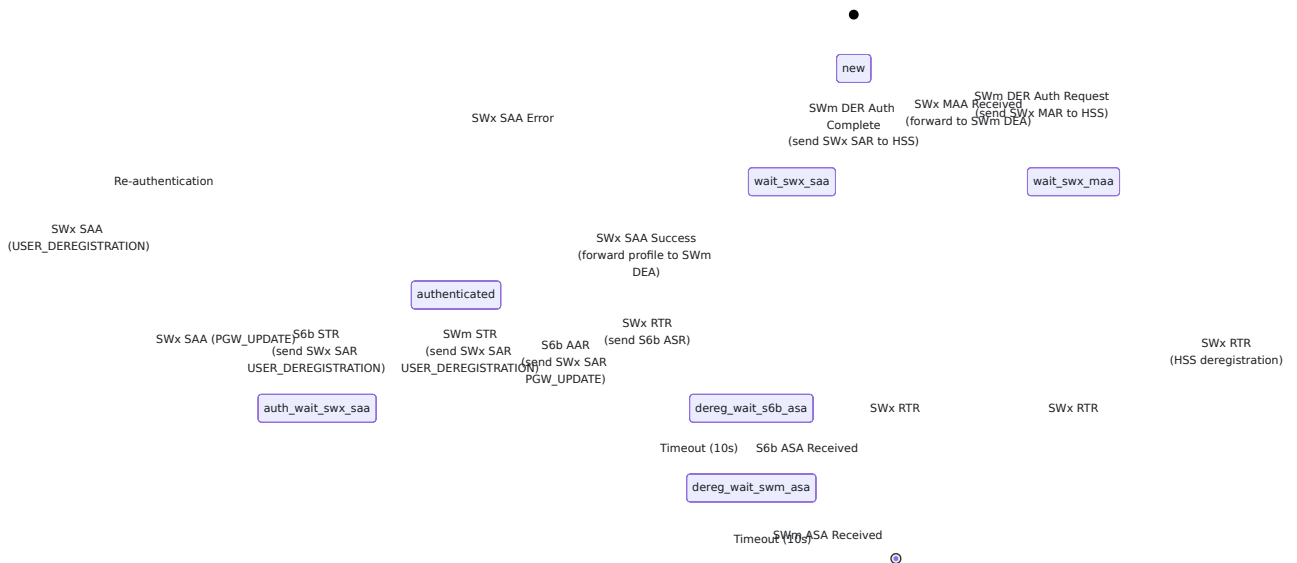 new
SWm DER Auth Request
(send SWx MAR to HSS)
SWx MAA Received
(forward to SWm DEA)
SWm DER Auth
Complete
(send SWx SAR to HSS)
SWx SAA Error
Re-authentication
wait_swx_saa
wait_swx_maa
SWx SAA
(USER_DEREGISTRATION)
SWx SAA Success
(forward profile to SWm
DEA)
authenticated
SWx SAA (PGW_UPDATE)
S6b STR
(send SWx SAR
USER_DEREGISTRATION)
SWm STR
(send SWx SAR
USER_DEREGISTRATION)
S6b AAR
(send SWx SAR
PGW_UPDATE)
SWx RTR
(send S6b ASR)
SWx RTR
(HSS deregistration)
auth_wait_swx_saa
dereg_wait_s6b_asa
SWx RTR
SWx RTR
Timeout (10s)
S6b ASA Received
dereg_wait_swm_asa
Timeout (10s)
SWm ASA Received